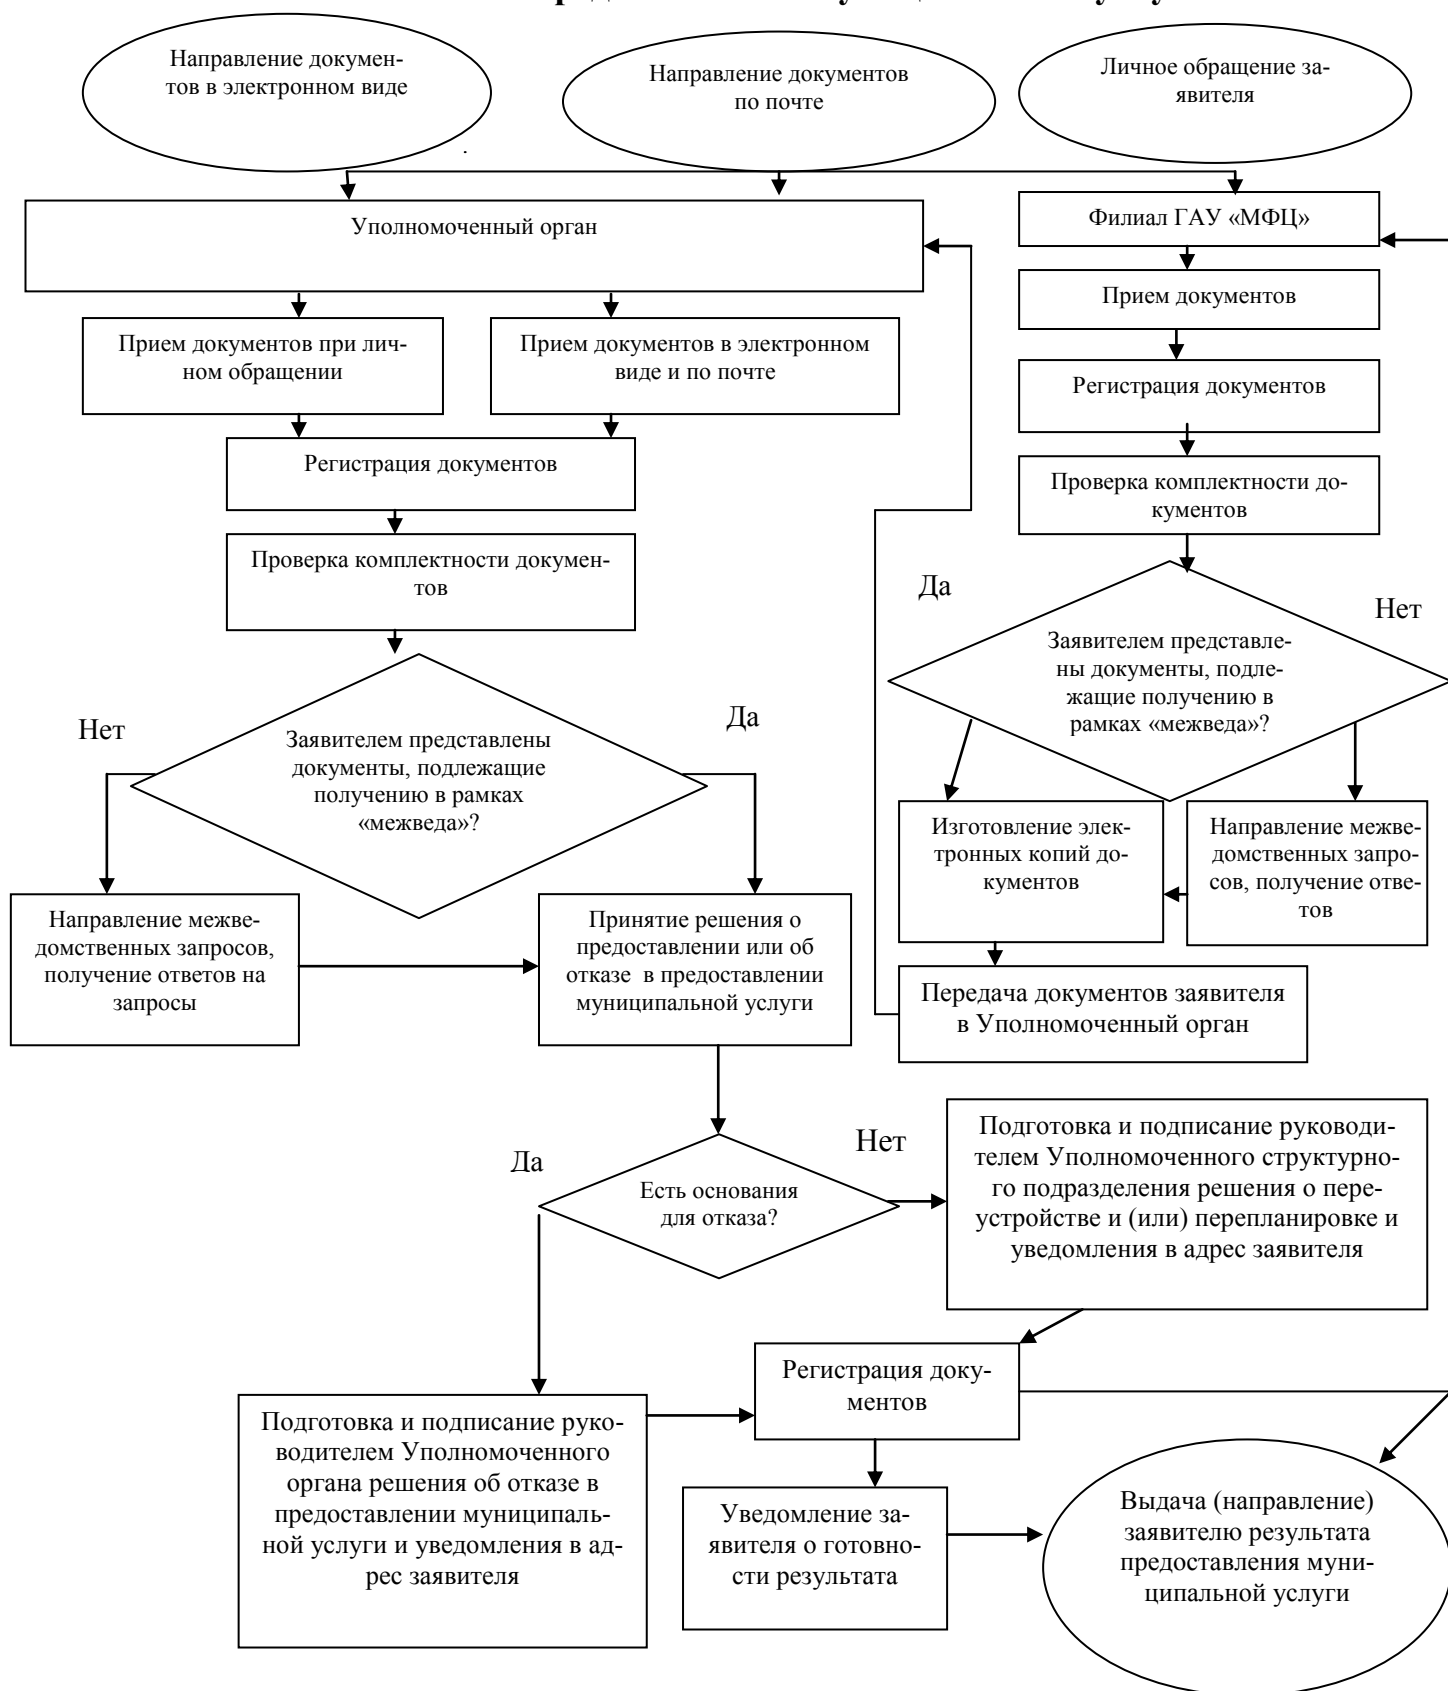 Направление докумен-
тов в электронном виде
Направление документов
по почте
Личное обращение за-
явителя
Уполномоченный орган
Филиал ГАУ «МФЦ»
Прием документов
Прием документов при лич-
ном обращении
Прием документов в электронном
виде и по почте
Регистрация документов
Регистрация документов
Проверка комплектности до-
кументов
Проверка комплектности докумен-
тов
Да
Нет
Заявителем представле-
ны документы, подле-
жащие получению в
рамках «межведа»?
Нет
Да
Заявителем представлены
документы, подлежащие
получению в рамках
«межведа»?
Изготовление элек-
тронных копий до-
кументов
Направление межве-
домственных запро-
сов, получение отве-
тов
Направление межве-
домственных запросов,
получение ответов на
запросы
Принятие решения о
предоставлении или об
отказе в предоставлении
муниципальной услуги
Передача документов заявителя
в Уполномоченный орган
Да
Нет
Есть основания
для отказа?
Подготовка и подписание руководи-
телем Уполномоченного структурно-
го подразделения решения о пере-
устройстве и (или) перепланировке и
уведомления в адрес заявителя
Регистрация доку-
ментов
Подготовка и подписание руко-
водителем Уполномоченного
органа решения об отказе в
предоставлении муниципаль-
ной услуги и уведомления в ад-
рес заявителя
Уведомление за-
явителя о готовно-
сти результата
Выдача (направление)
заявителю результата
предоставления муни-
ципальной услуги